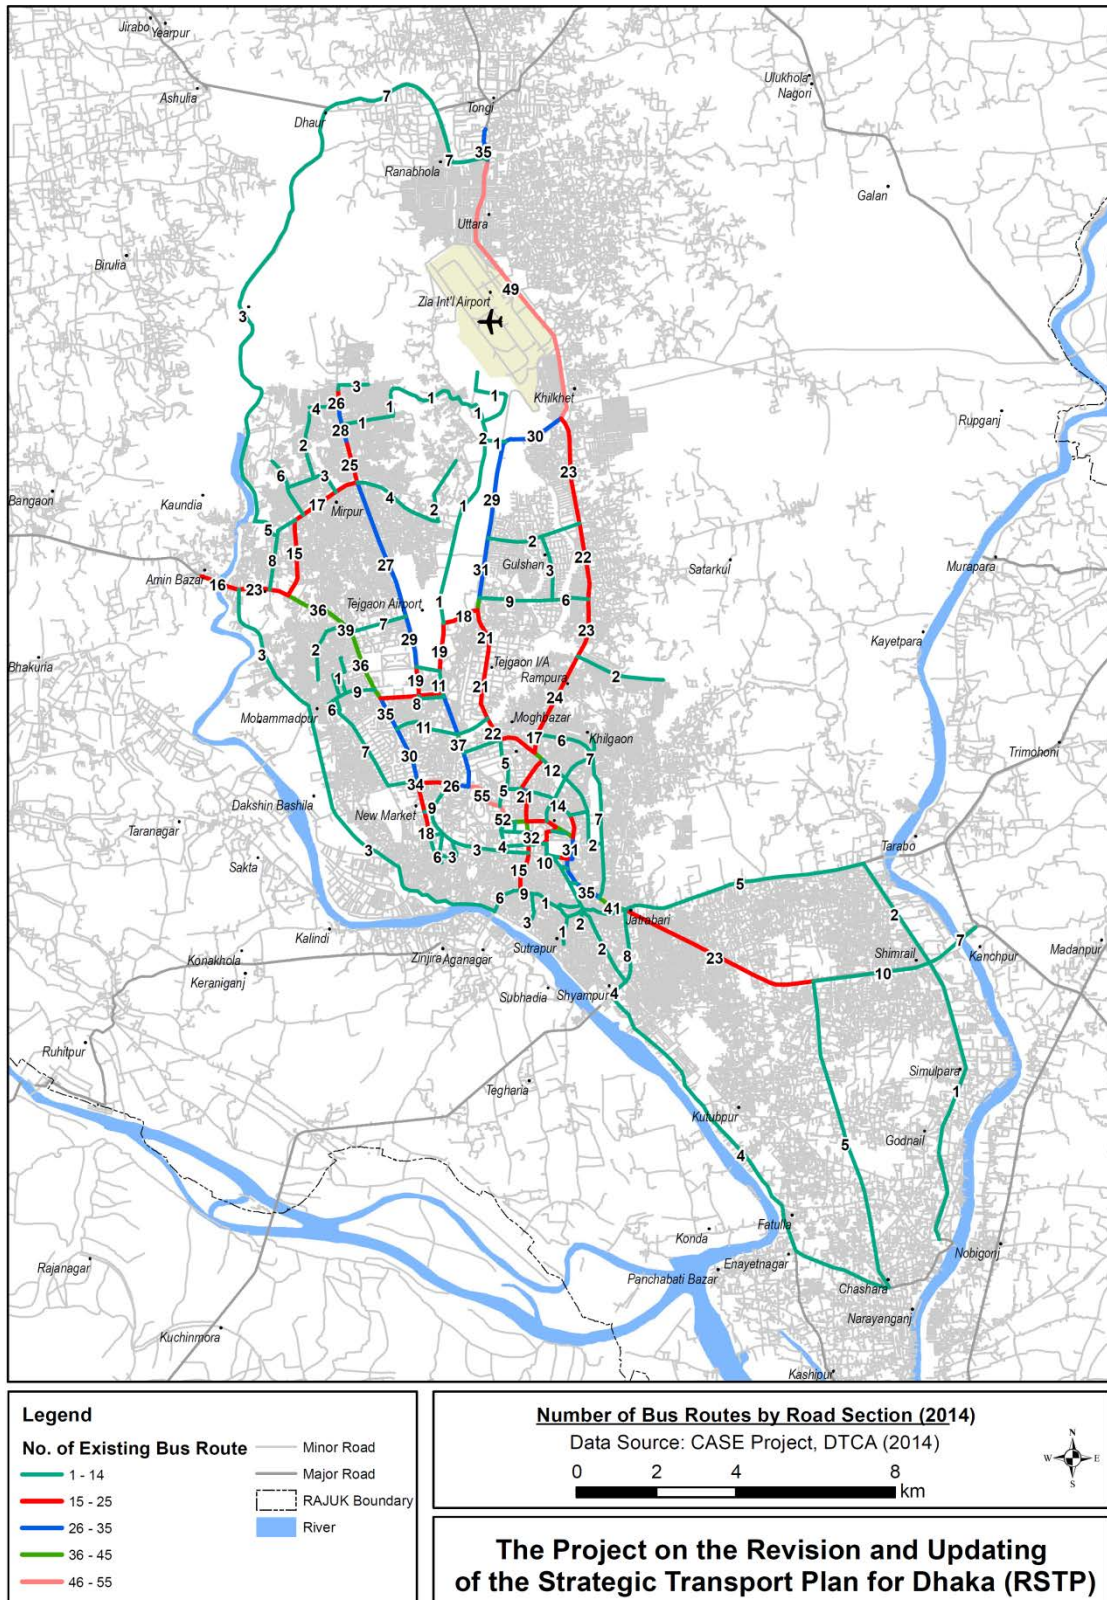 Jirabo
Yearpur
Ulukhola
Nagori
Ashulia
7
Tongi
Dhaur
35
7
Ranabhola
Galan
Uttara
Birulia
49
Zia Int'l Airport
3
3
1
1
Khilkhet
26
4
1
1
Rupganj
28
2
1
30
2
25
23
6
3
Bangaon
Kaundia
17
4
29
Mirpur
1
2
5
15
2
22
Murapara
8
27
31
Gulshan
3
Satarkul
Amin Bazar
16
23
36
Tejgaon Airport
1
9
6
39
7
18
Kayetpara
29
21
23
Bhakuria
3
2
36
19
Tejgaon I/A
1
9
19
11
21
Rampura
2
8
24
Mohammadpur
6
35
11
22
Moghbazar
37
17
6
Khilgaon
Trimohoni
7
30
5
12
7
34
26
55
5
21
Dakshin Bashila
New Market
9
14
Taranagar
52
7
18
32
2
Tarabo
Sakta
3
6
3
3
4
10
31
15
5
35
2
6
9
1
41
Jatrabari
3
2
Kalindi
1
7
Sutrapur
Kanchpur
Madanpur
Konakhola
Zinjira
Aganagar
2
8
23
Shimrail
10
Keraniganj
Subhadia
Shyampur
4
Ruhitpur
Simulpara
Tegharia
1
Kutubpur
Godnail
5
4
Fatulla
Konda
Nobigonj
Rajanagar
Enayetnagar
Panchabati Bazar
Chashara
Narayanganj
Kuchinmora
Kashipur
Legend
No. of Existing Bus Route
1 - 14
15 - 25
26 - 35
36 - 45
46 - 55
Minor Road
Major Road
RAJUK Boundary
River
Number of Bus Routes by Road Section (2014)
Data Source: CASE Project, DTCA (2014)
0 2 4 8
km
N
W E
S
The Project on the Revision and Updating
of the Strategic Transport Plan for Dhaka (RSTP)